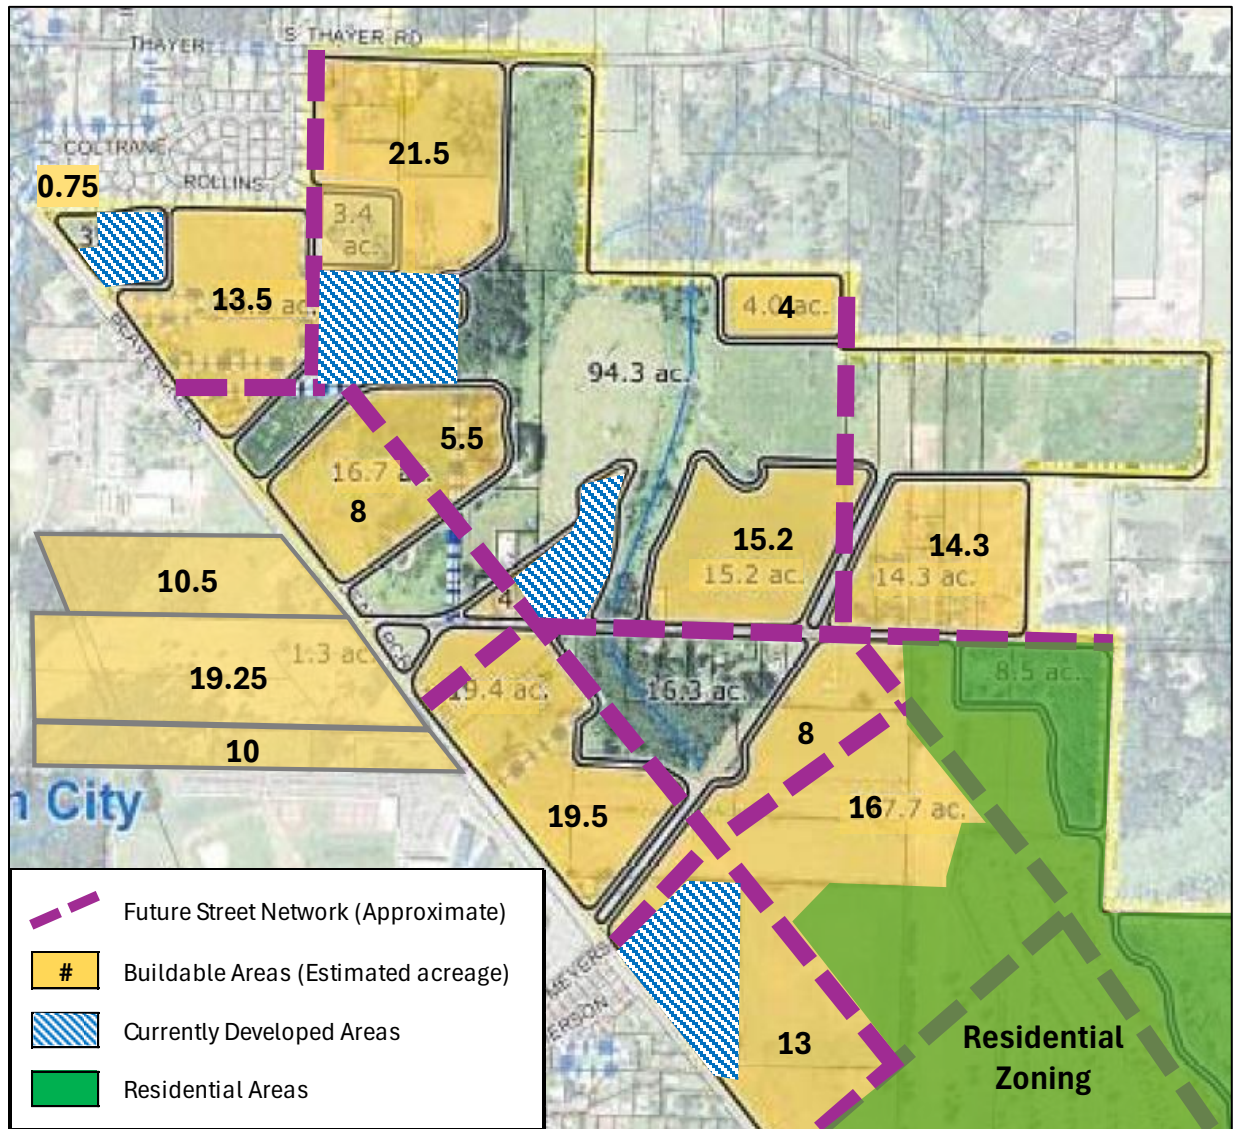 THAYER
S THAYER RD
COLTRANE
ROLLINS
0.75
3
21.5
3.4
ac.
13.5
ac.
4.0 ac.
4
94.3 ac.
5.5
16.7
8
10.5
15.2
15.2 ac.
14.3
14.3 ac.
4
1.3 ac.
19.25
19.4 ac.
16.3 ac.
8.5 ac.
10
8
n City
19.5
16
7.7 ac.
MEYERS
13
Residential
Zoning
Future Street Network (Approximate)
# Buildable Areas (Estimated acreage)
Currently Developed Areas
Residential Areas